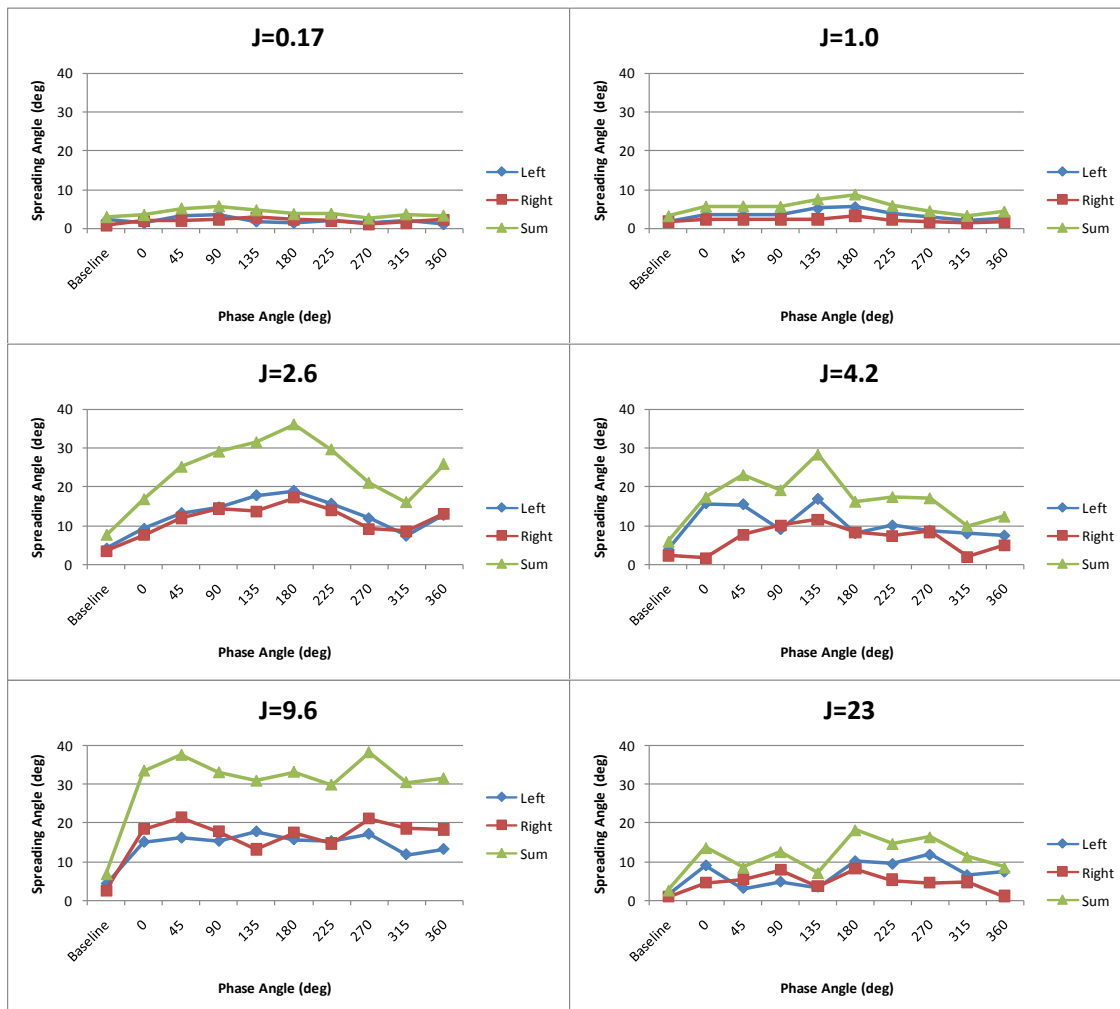 J=0.17
40
30
20
10
0
Spreading Angle (deg)
Baseline
0
45
90
135
180
225
270
315
360
Phase Angle (deg)
Left
Right
Sum
J=1.0
40
30
20
10
0
Spreading Angle (deg)
Baseline
0
45
90
135
180
225
270
315
360
Phase Angle (deg)
Left
Right
Sum
J=2.6
40
30
20
10
0
Spreading Angle (deg)
Baseline
0
45
90
135
180
225
270
315
360
Phase Angle (deg)
Left
Right
Sum
J=4.2
40
30
20
10
0
Spreading Angle (deg)
Baseline
0
45
90
135
180
225
270
315
360
Phase Angle (deg)
Left
Right
Sum
J=9.6
40
30
20
10
0
Spreading Angle (deg)
Baseline
0
45
90
135
180
225
270
315
360
Phase Angle (deg)
Left
Right
Sum
J=23
40
30
20
10
0
Spreading Angle (deg)
Baseline
0
45
90
135
180
225
270
315
360
Phase Angle (deg)
Left
Right
Sum